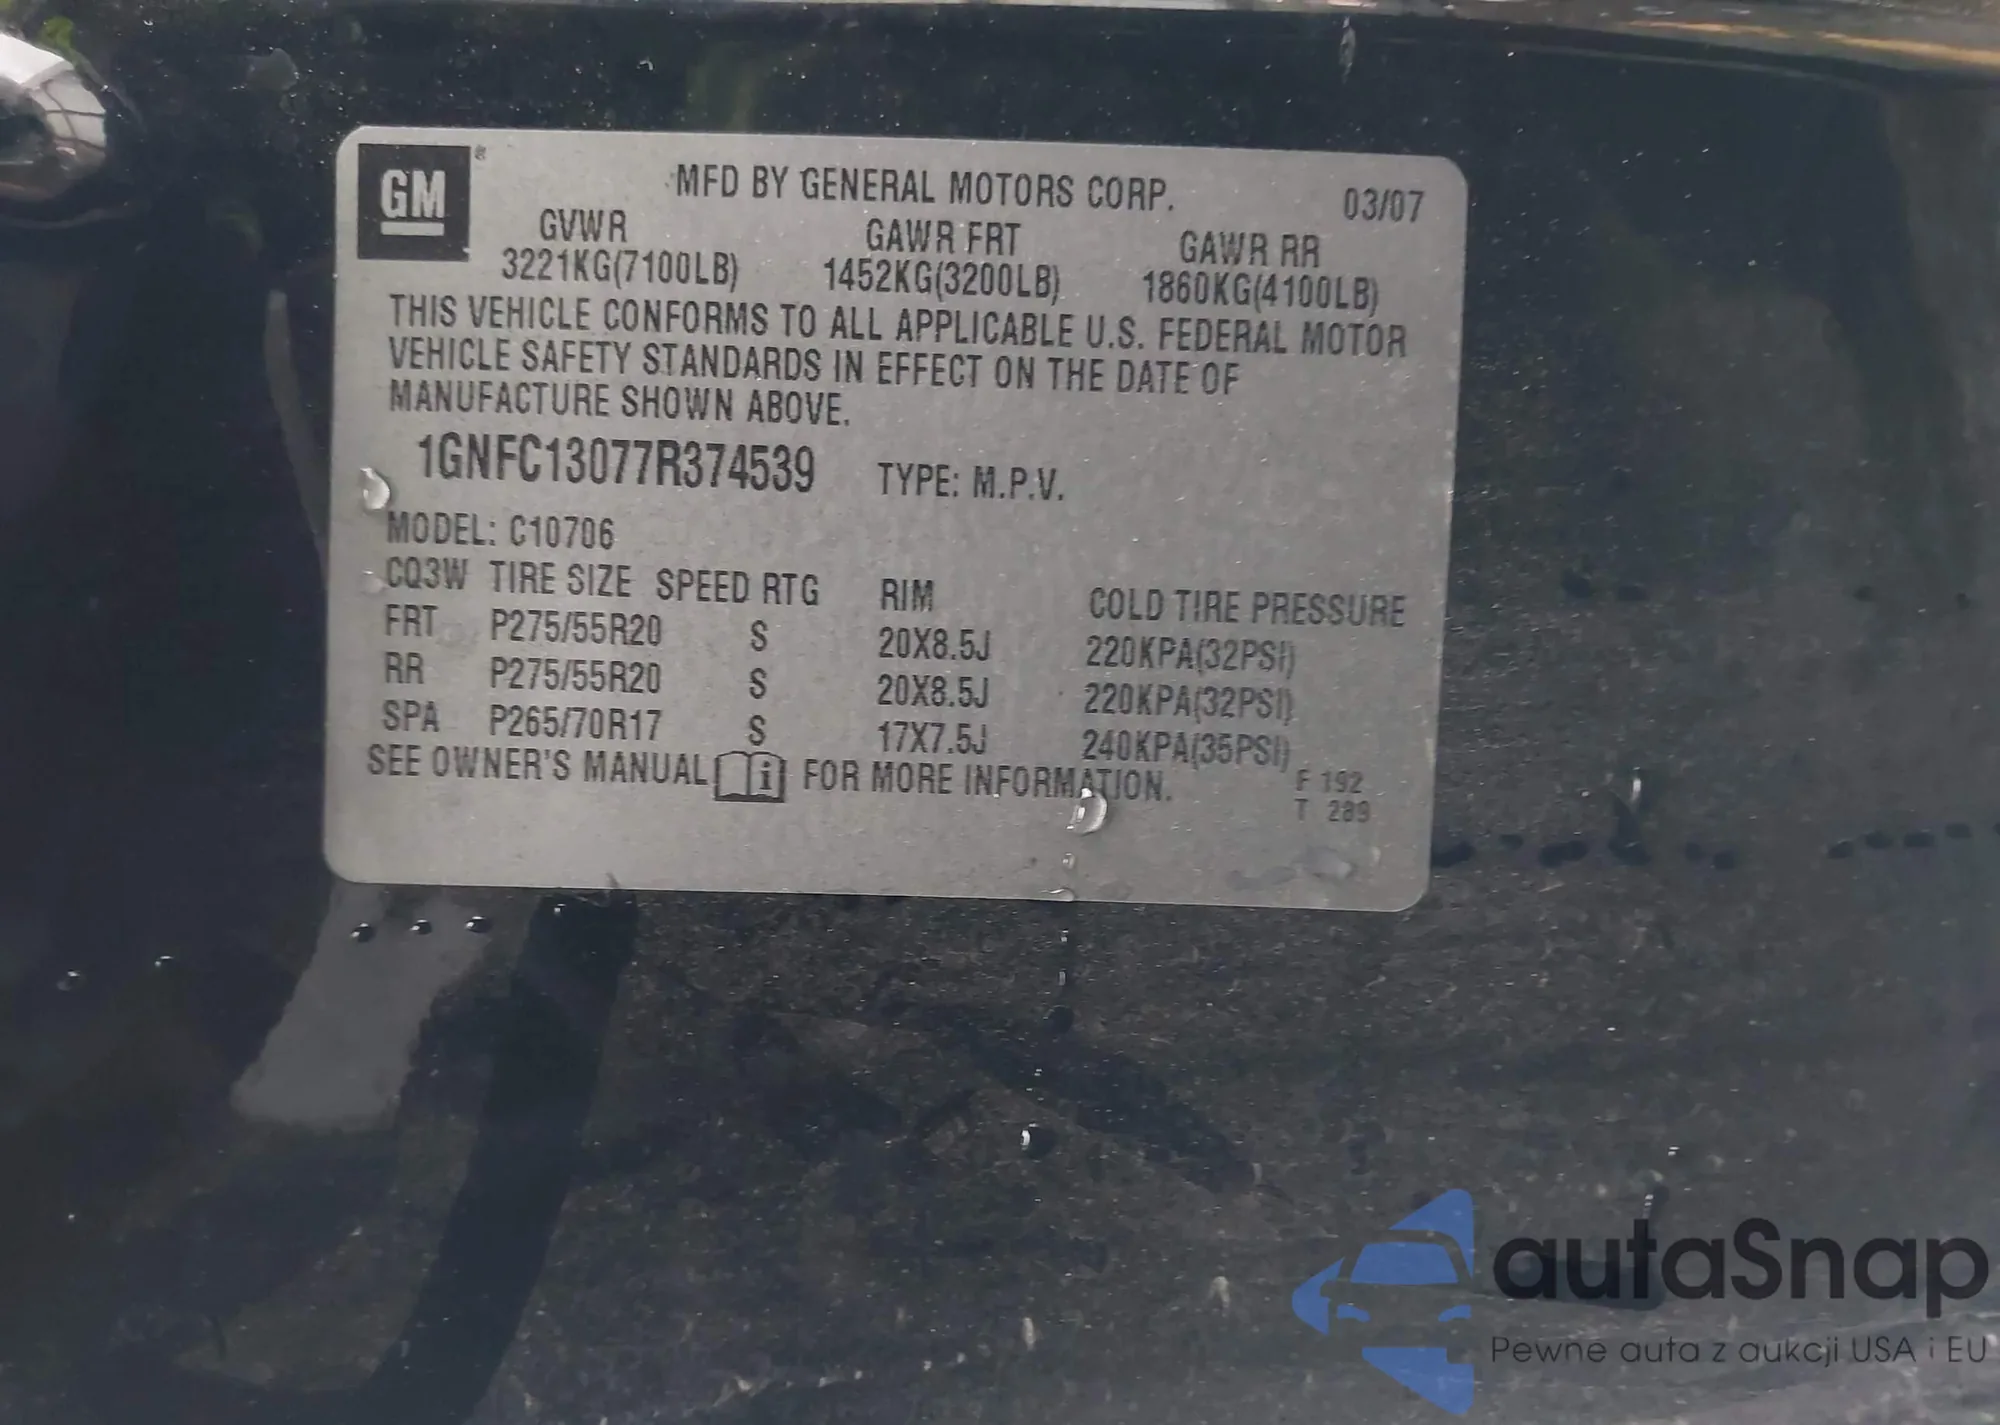 GM®
MFD BY GENERAL MOTORS CORP. 03/07
GVWR GAWR FRT GAWR RR
3221KG(7100LB) 1452KG(3200LB) 1860KG(4100LB)
THIS VEHICLE CONFORMS TO ALL APPLICABLE U.S. FEDERAL MOTOR
VEHICLE SAFETY STANDARDS IN EFFECT ON THE DATE OF
MANUFACTURE SHOWN ABOVE.
1GNFC13077R374539 TYPE: M.P.V.
MODEL: C10706
CQ3W TIRE SIZE SPEED RTG RIM COLD TIRE PRESSURE
FRT P275/55R20 S 20X8.5J 220KPA(32PSI)
RR P275/55R20 S 20X8.5J 220KPA(32PSI)
SPA P265/70R17 S 17X7.5J 240KPA(35PSI)
SEE OWNER'S MANUAL FOR MORE INFORMATION.
F 192
T 289
autaSnap
Pewne auta z aukcji USA i EU